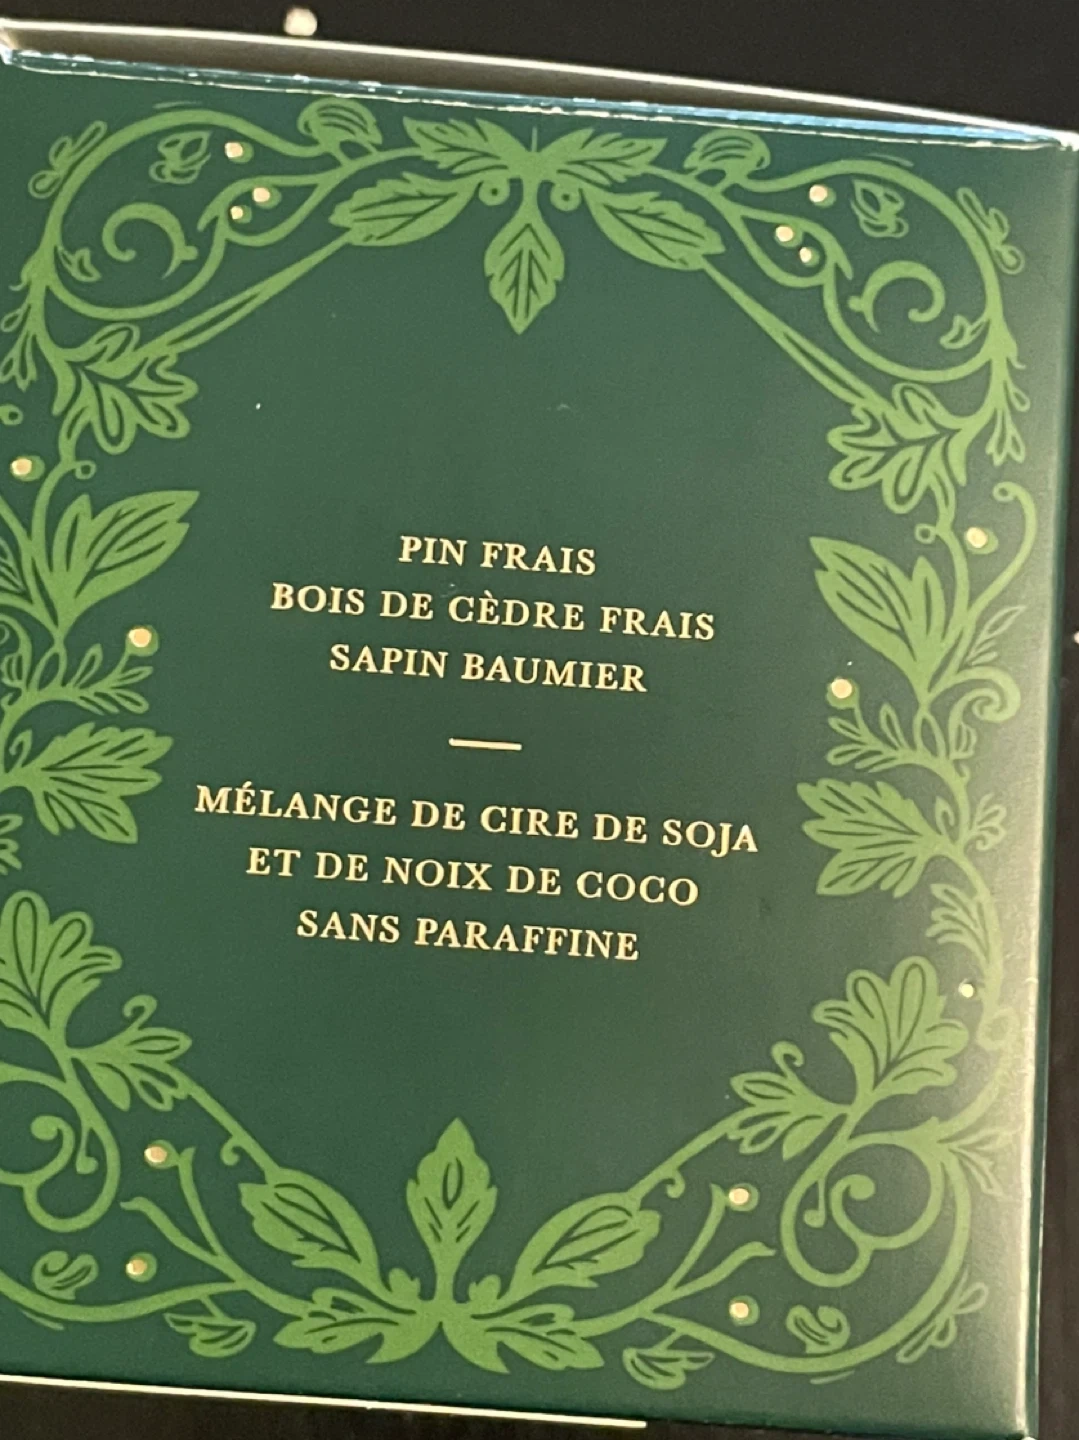 PIN FRAIS
BOIS DE CÈDRE FRAIS
SAPIN BAUMIER
MÉLANGE DE CIRE DE SOJA
ET DE NOIX DE COCO
SANS PARAFFINE